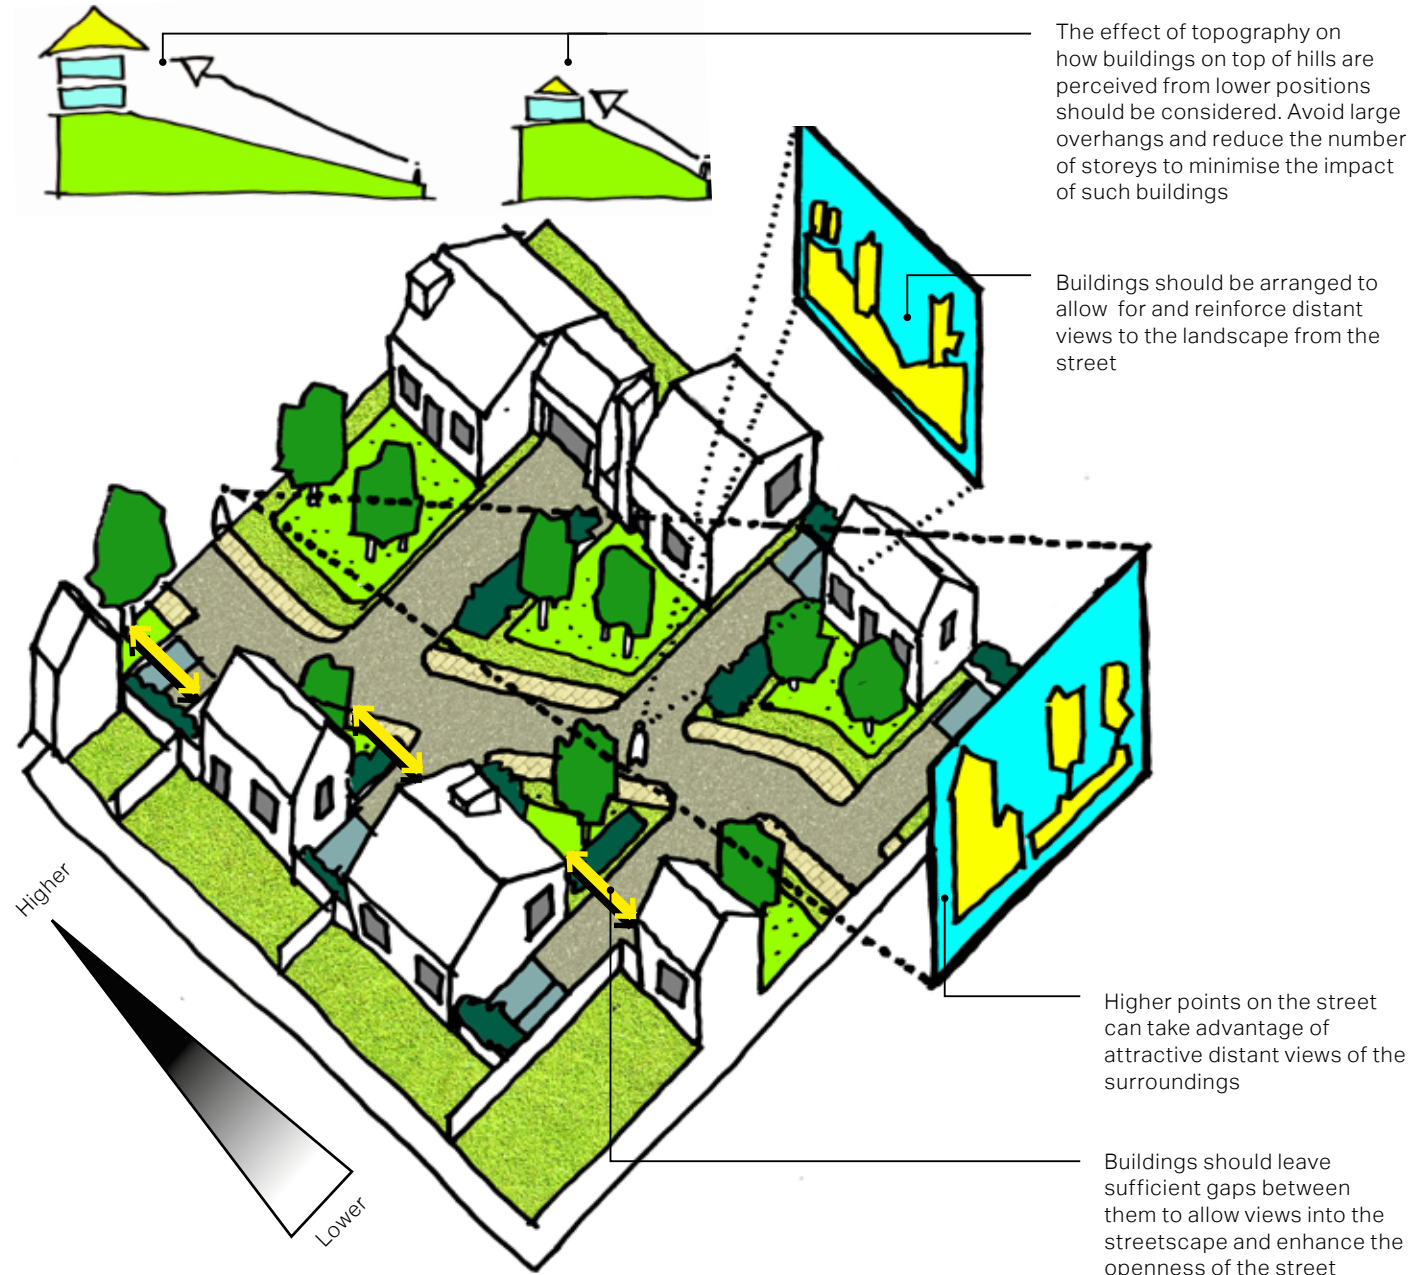 The effect of topography on
how buildings on top of hills are
perceived from lower positions
should be considered. Avoid large
overhangs and reduce the number
of storeys to minimise the impact
of such buildings
Buildings should be arranged to
allow  for and reinforce distant
views to the landscape from the
street
Higher
Lower
Higher points on the street
can take advantage of
attractive distant views of the
surroundings
Buildings should leave
sufficient gaps between
them to allow views into the
streetscape and enhance the
openness of the street